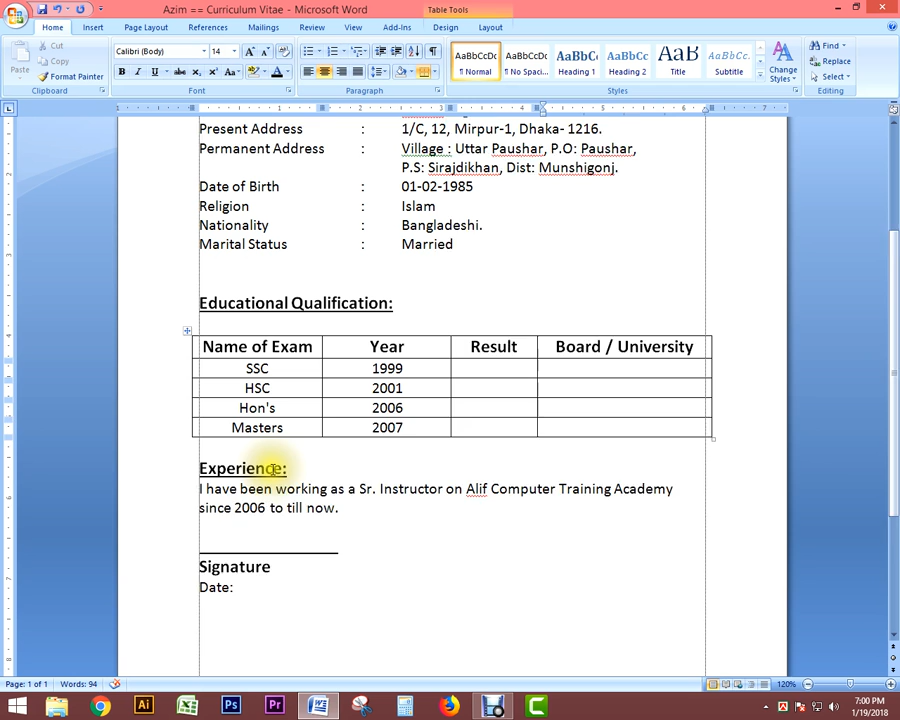 Azim == Curriculum Vitae - Microsoft Word
Table Tools
Home Insert Page Layout References Mailings Review View Add-Ins Design Layout
Cut
Copy
Format Painter
Paste
Clipboard
Calibri (Body) 14
Font
Paragraph
AaBbCcDc AaBbCcDc AaBbCc AaBbCc AaB AaBbCc.
¶ Normal ¶ No Spaci... Heading 1 Heading 2 Title Subtitle
Styles
Change Styles
Find
Replace
Select
Editing
Present Address : 1/C, 12, Mirpur-1, Dhaka- 1216.
Permanent Address : Village : Uttar Paushar, P.O: Paushar,
P.S: Sirajdikhan, Dist: Munshigonj.
Date of Birth : 01-02-1985
Religion : Islam
Nationality : Bangladeshi.
Marital Status : Married
Educational Qualification:
Name of Exam Year Result Board / University
SSC 1999
HSC 2001
Hon's 2006
Masters 2007
Experience:
I have been working as a Sr. Instructor on Alif Computer Training Academy
since 2006 to till now.
Signature
Date:
Page: 1 of 1 Words: 94 120%
7:00 PM
1/19/2018